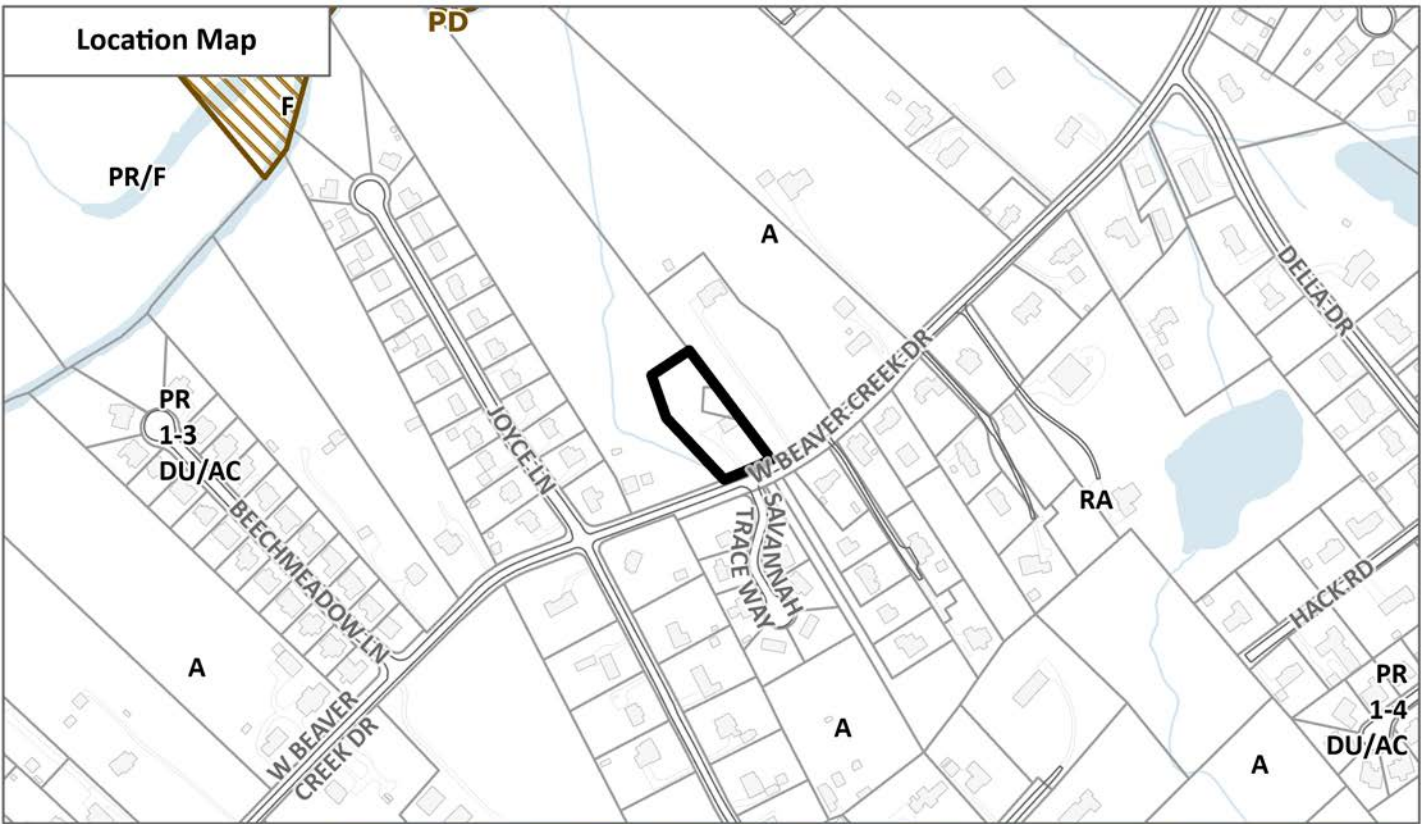 Location Map
PD
F
PR/F
A
DELLA DR
W BEAVER CREEK DR
PR
1-3
DU/AC
JOYCE LN
RA
SAVANNAH
TRACE WAY
BEECHMEADOW LN
HACK RD
A
W BEAVER
CREEK DR
A
PR
1-4
DU/AC
A